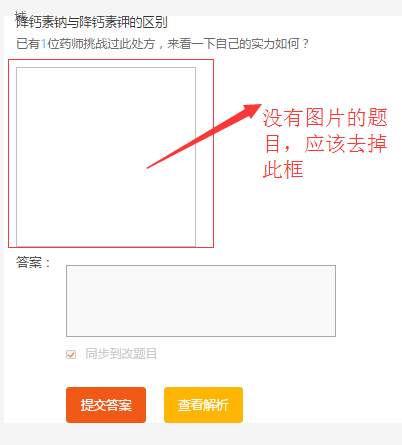 域
降钙素钠与降钙素钾的区别
已有1位药师挑战过此处方，来看一下自己的实力如何？
没有图片的题
目，应该去掉
此框
答案：
同步到改题目
提交答案 查看解析